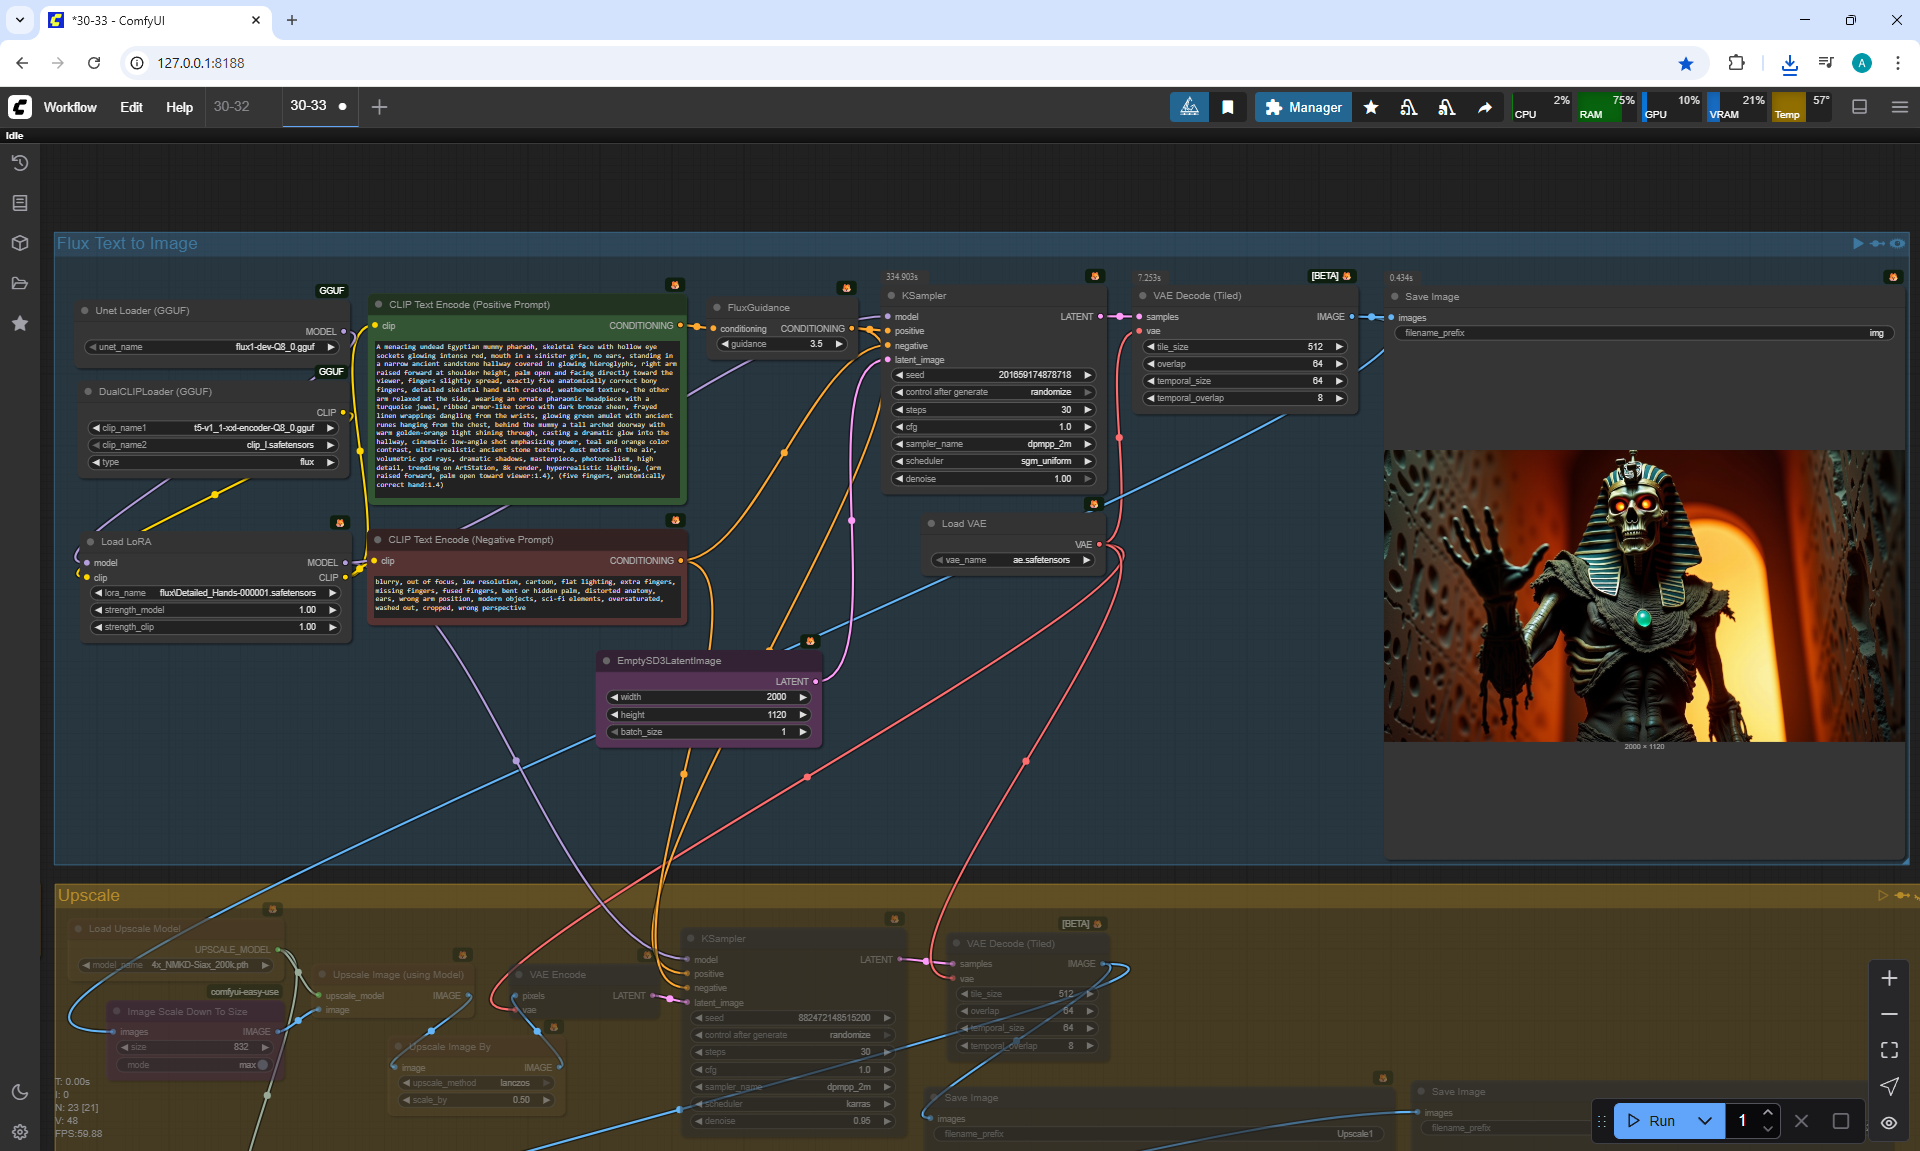 *30-33 - ComfyUI
127.0.0.1:8188
Workflow Edit Help 30-32 30-33
Manager
CPU 2% RAM 75% GPU 10% VRAM 21% Temp 57°
Idle
Flux Text to Image
GGUF
Unet Loader (GGUF)
MODEL
unet_name flux1-dev-Q8_0.gguf
GGUF
DualCLIPLoader (GGUF)
CLIP
clip_name1 t5-v1_1-xxl-encoder-Q8_0.gguf
clip_name2 clip_l.safetensors
type flux
Load LoRA
model MODEL
clip CLIP
lora_name flux\Detailed_Hands-000001.safetensors
strength_model 1.00
strength_clip 1.00
CLIP Text Encode (Positive Prompt)
clip CONDITIONING
A menacing undead Egyptian mummy pharaoh, skeletal face with hollow eye
sockets glowing intense red, mouth in a sinister grin, no ears, standing in
a narrow ancient sandstone hallway covered in glowing hieroglyphs, right arm
raised forward at shoulder height, palm open and facing directly toward the
viewer, fingers slightly spread, exactly five anatomically correct bony
fingers, detailed skeletal hand with cracked, weathered texture, the other
arm relaxed at the side, wearing an ornate pharaonic headpiece with a
turquoise jewel, ribbed armor-like torso with dark bronze sheen, frayed
linen wrappings dangling from the wrists, glowing green amulet with ancient
runes hanging from the chest, behind the mummy a tall arched doorway with
warm golden-orange light shining through, casting a dramatic glow into the
hallway, cinematic low-angle shot emphasizing power, teal and orange color
contrast, ultra-realistic ancient stone texture, dust motes in the air,
volumetric god rays, dramatic shadows, masterpiece, photorealism, high
detail, trending on ArtStation, 8k render, hyperrealistic lighting, (arm
raised forward, palm open toward viewer:1.4), (five fingers, anatomically
correct hand:1.4)
CLIP Text Encode (Negative Prompt)
clip CONDITIONING
blurry, out of focus, low resolution, cartoon, flat lighting, extra fingers,
missing fingers, fused fingers, bent or hidden palm, distorted anatomy,
ears, wrong arm position, modern objects, sci-fi elements, oversaturated,
washed out, cropped, wrong perspective
FluxGuidance
conditioning CONDITIONING
guidance 3.5
EmptySD3LatentImage
LATENT
width 2000
height 1120
batch_size 1
334.903s
KSampler
model LATENT
positive
negative
latent_image
seed 201659174878718
control after generate randomize
steps 30
cfg 1.0
sampler_name dpmpp_2m
scheduler sgm_uniform
denoise 1.00
Load VAE
VAE
vae_name ae.safetensors
7.253s
[BETA]
VAE Decode (Tiled)
samples IMAGE
vae
tile_size 512
overlap 64
temporal_size 64
temporal_overlap 8
0.434s
Save Image
images
filename_prefix img
2000 × 1120
Upscale
Load Upscale Model
UPSCALE_MODEL
model_name 4x_NMKD-Siax_200k.pth
comfyui-easy-use
Image Scale Down To Size
images IMAGE
size 832
mode max
Upscale Image (using Model)
upscale_model IMAGE
image
Upscale Image By
image IMAGE
upscale_method lanczos
scale_by 0.50
VAE Encode
pixels LATENT
vae
KSampler
model LATENT
positive
negative
latent_image
seed 882472148515200
control after generate randomize
steps 30
cfg 1.0
sampler_name dpmpp_2m
scheduler karras
denoise 0.95
[BETA]
VAE Decode (Tiled)
samples IMAGE
vae
tile_size 512
overlap 64
temporal_size 64
temporal_overlap 8
Save Image
images
filename_prefix Upscale1
Save Image
images
filename_prefix
T: 0.00s
I: 0
N: 23 [21]
V: 48
FPS:59.88
Run 1
A